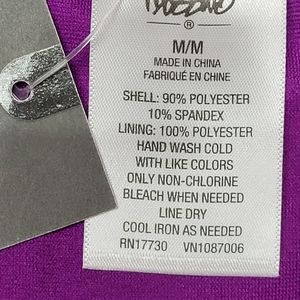 ®
M/M
MADE IN CHINA
FABRIQUÉ EN CHINE
SHELL: 90% POLYESTER
10% SPANDEX
LINING: 100% POLYESTER
HAND WASH COLD
WITH LIKE COLORS
ONLY NON-CHLORINE
BLEACH WHEN NEEDED
LINE DRY
COOL IRON AS NEEDED
RN17730 VN1087006